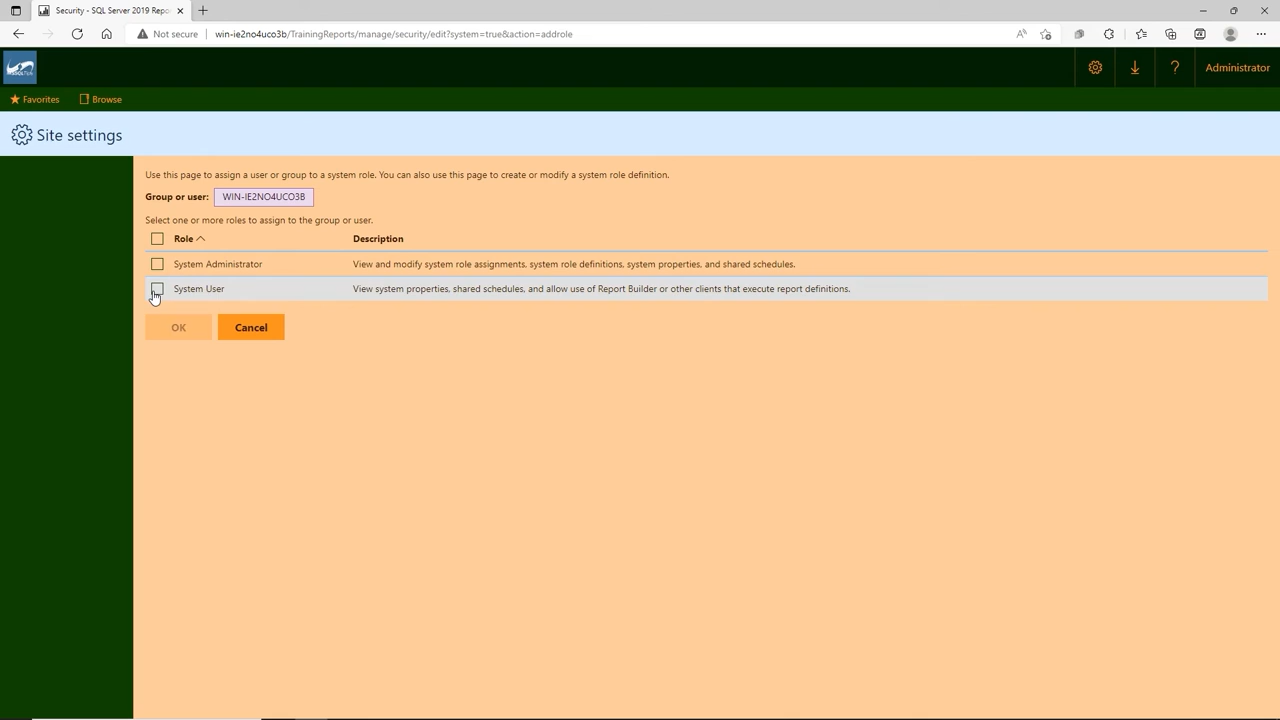 Security - SQL Server 2019 Repo
Not secure
win-ie2no4uco3b/TrainingReports/manage/security/edit?system=true&action=addrole
Administrator
Favorites
Browse
Site settings
Use this page to assign a user or group to a system role. You can also use this page to create or modify a system role definition.
Group or user: WIN-IE2NO4UCO3B
Select one or more roles to assign to the group or user.
Role Description
System Administrator View and modify system role assignments, system role definitions, system properties, and shared schedules.
System User View system properties, shared schedules, and allow use of Report Builder or other clients that execute report definitions.
OK Cancel